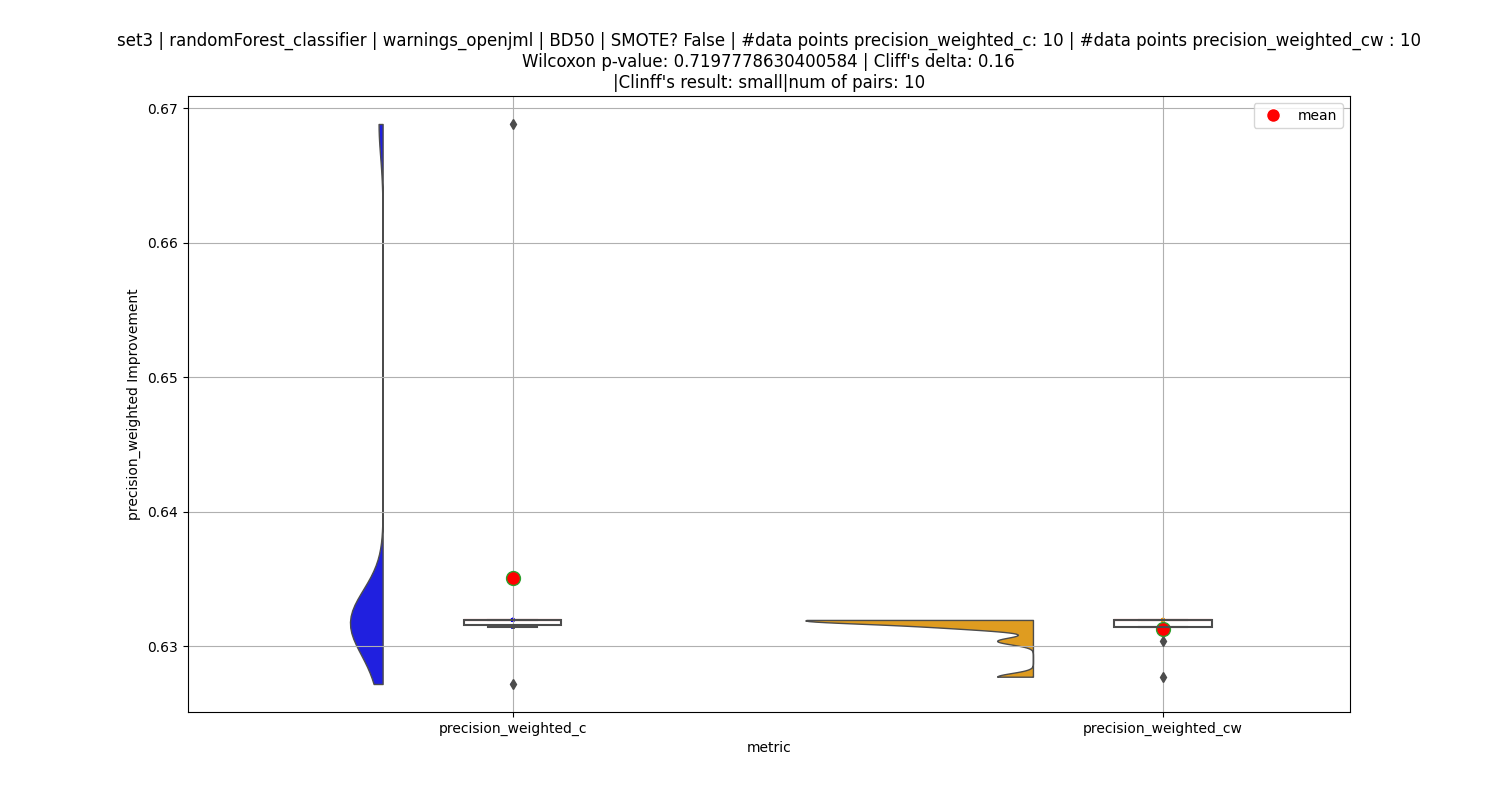 set3 | randomForest_classifier | warnings_openjml | BD50 | SMOTE? False | #data points precision_weighted_c: 10 | #data points precision_weighted_cw : 10
Wilcoxon p-value: 0.7197778630400584 | Cliff's delta: 0.16
|Clinff's result: small|num of pairs: 10
mean
0.67
0.66
0.65
0.64
0.63
precision_weighted Improvement
precision_weighted_c
precision_weighted_cw
metric